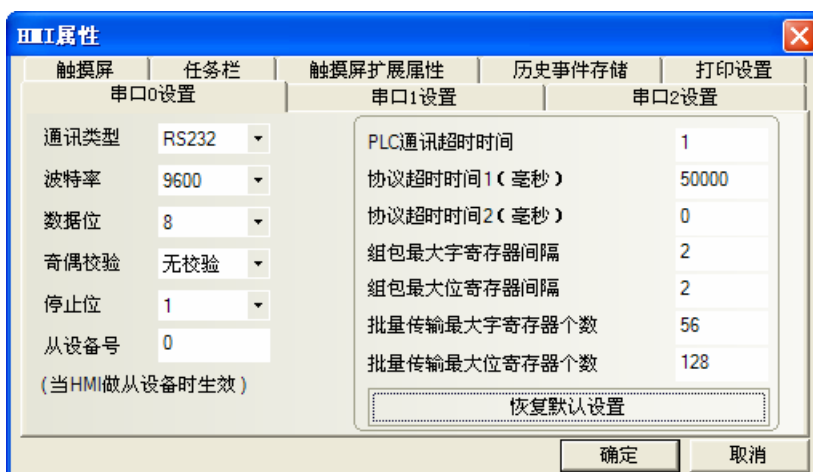 HMI属性
触摸屏 任务栏 触摸屏扩展属性 历史事件存储 打印设置
串口0设置 串口1设置 串口2设置
通讯类型 RS232
波特率 9600
数据位 8
奇偶校验 无校验
停止位 1
从设备号 0
(当HMI做从设备时生效)
PLC通讯超时时间 1
协议超时时间1(毫秒) 50000
协议超时时间2(毫秒) 0
组包最大字寄存器间隔 2
组包最大位寄存器间隔 2
批量传输最大字寄存器个数 56
批量传输最大位寄存器个数 128
恢复默认设置
确定 取消